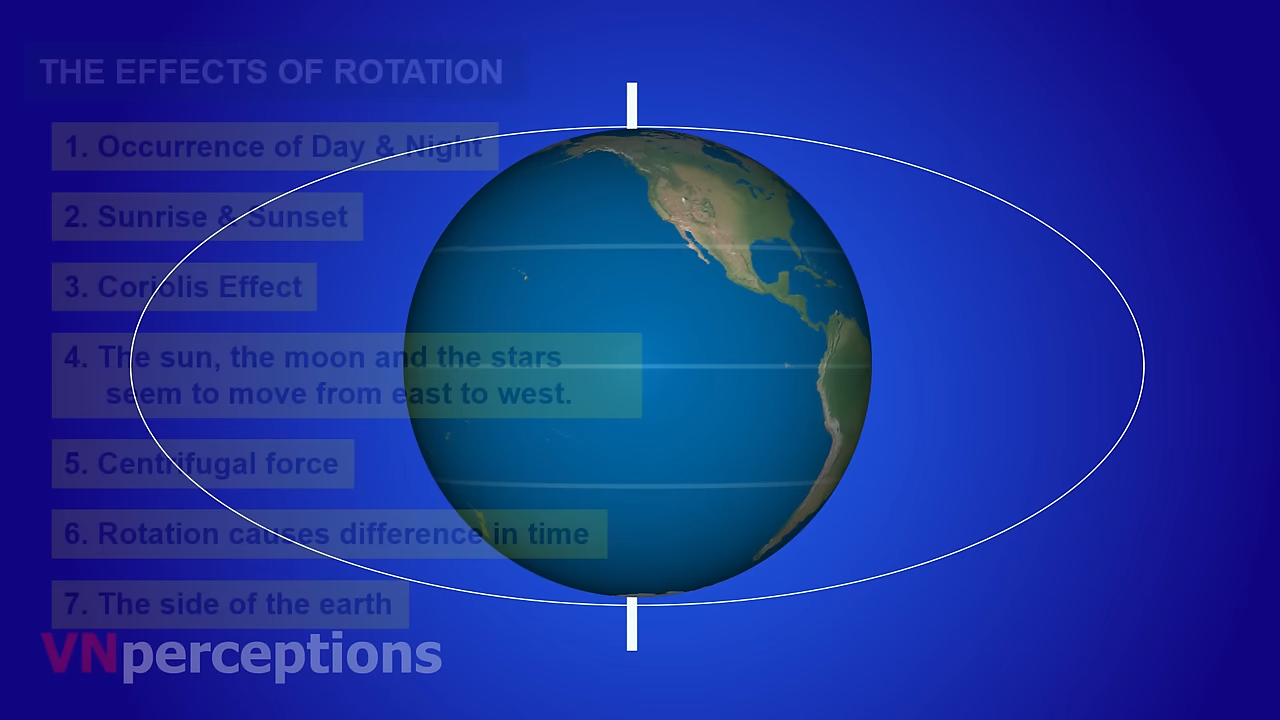 THE EFFECTS OF ROTATION
1. Occurrence of Day & Night
2. Sunrise & Sunset
3. Coriolis Effect
4. The sun, the moon and the stars
seem to move from east to west.
5. Centrifugal force
6. Rotation causes difference in time
7. The side of the earth
VNperceptions